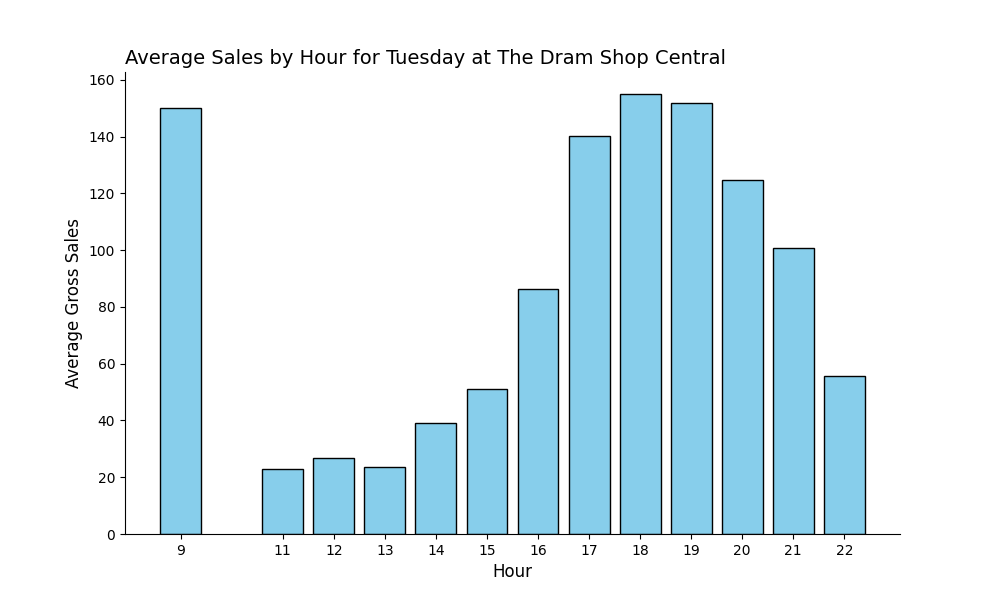 Average Sales by Hour for Tuesday at The Dram Shop Central
160
140
120
100
80
60
40
20
0
Average Gross Sales
9 11 12 13 14 15 16 17 18 19 20 21 22
Hour